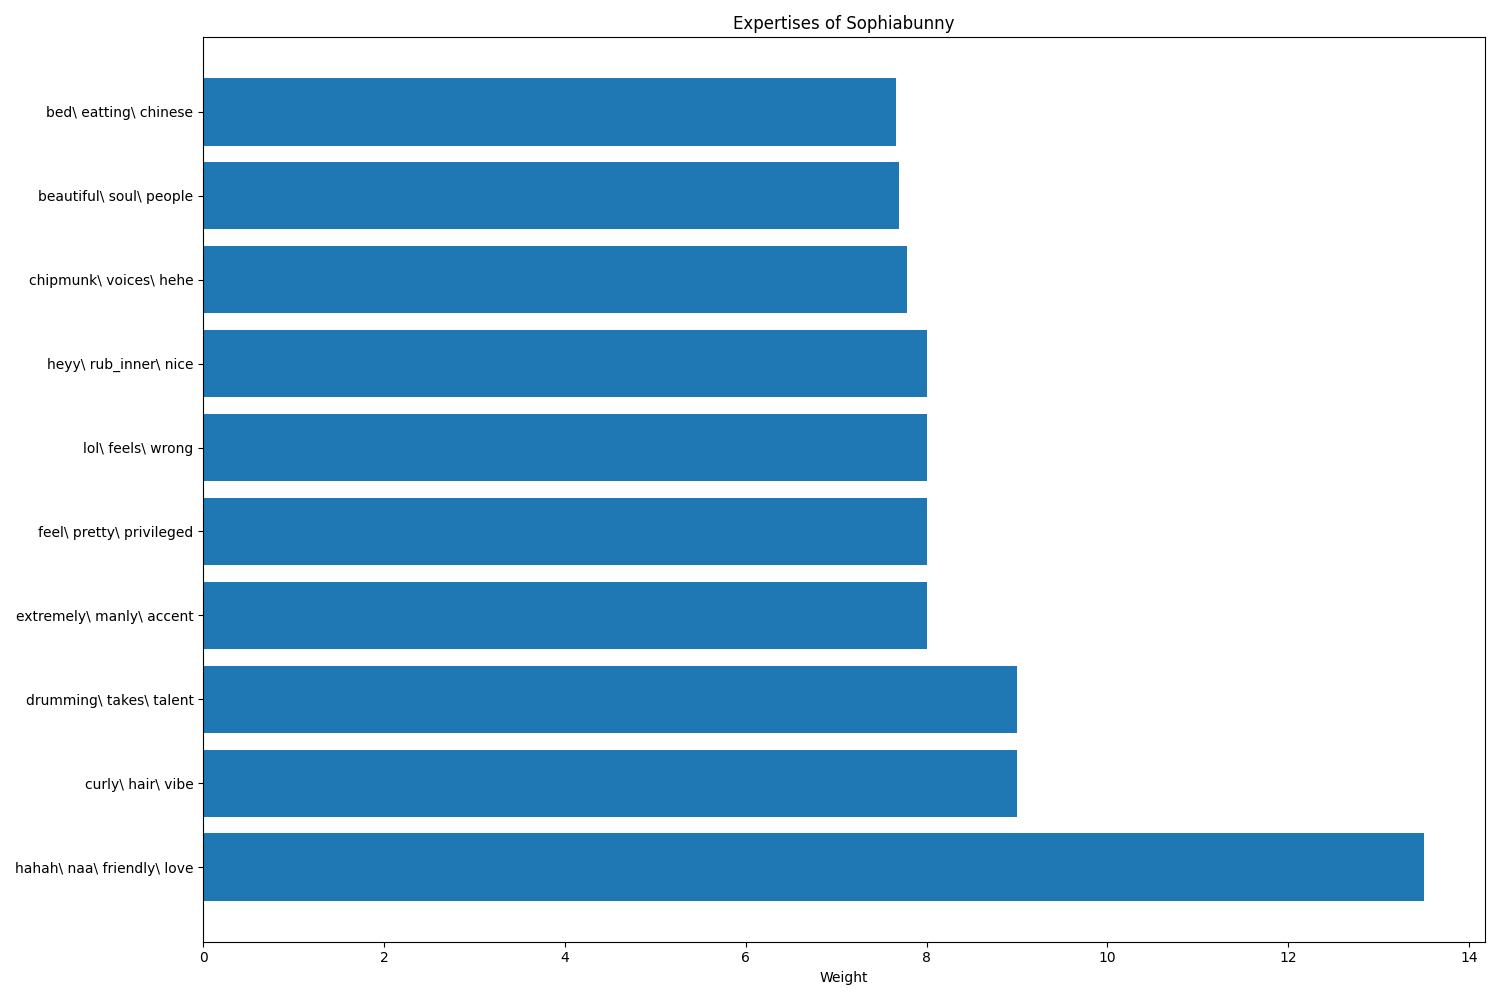 Expertises of Sophiabunny
bed\ eatting\ chinese
beautiful\ soul\ people
chipmunk\ voices\ hehe
heyy\ rub_inner\ nice
lol\ feels\ wrong
feel\ pretty\ privileged
extremely\ manly\ accent
drumming\ takes\ talent
curly\ hair\ vibe
hahah\ naa\ friendly\ love
0 2 4 6 8 10 12 14
Weight